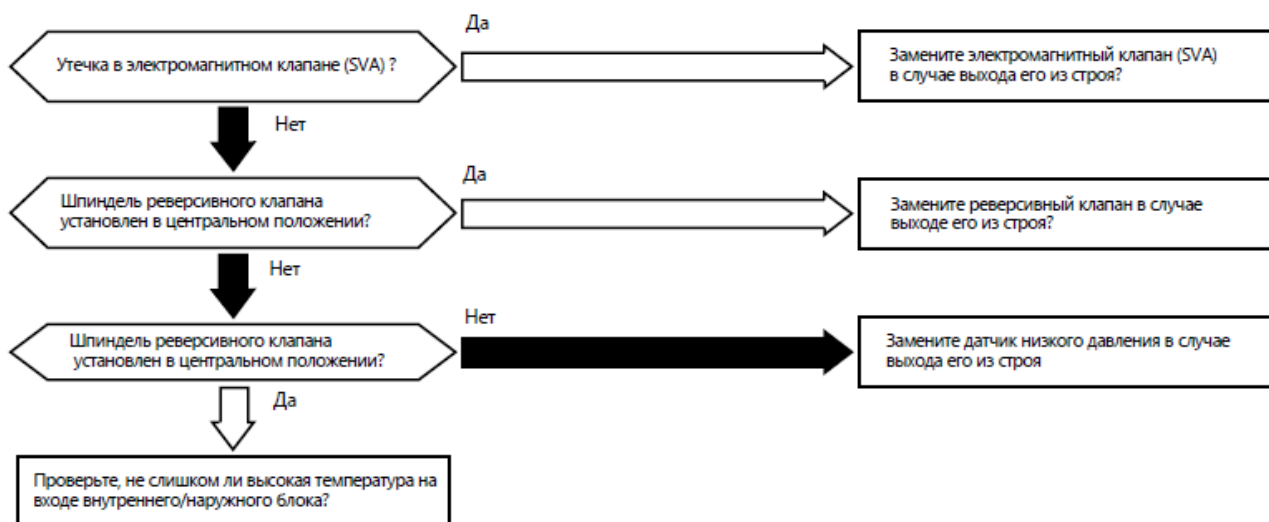 Да
Утечка в электромагнитном клапане (SVA) ?
Замените электромагнитный клапан (SVA)
в случае выхода его из строя?
Нет
Да
Шпиндель реверсивного клапана
установлен в центральном положении?
Замените реверсивный клапан в случае
выходе его из строя?
Нет
Нет
Шпиндель реверсивного клапана
установлен в центральном положении?
Замените датчик низкого давления в случае
выхода его из строя
Да
Проверьте, не слишком ли высокая температура на
входе внутреннего/наружного блока?